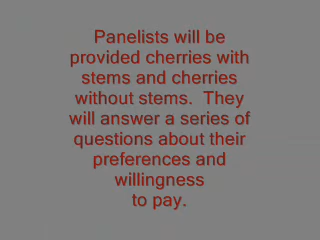 Panelists will be
provided cherries with
stems and cherries
without stems.  They
will answer a series of
questions about their
preferences and
willingness
to pay.